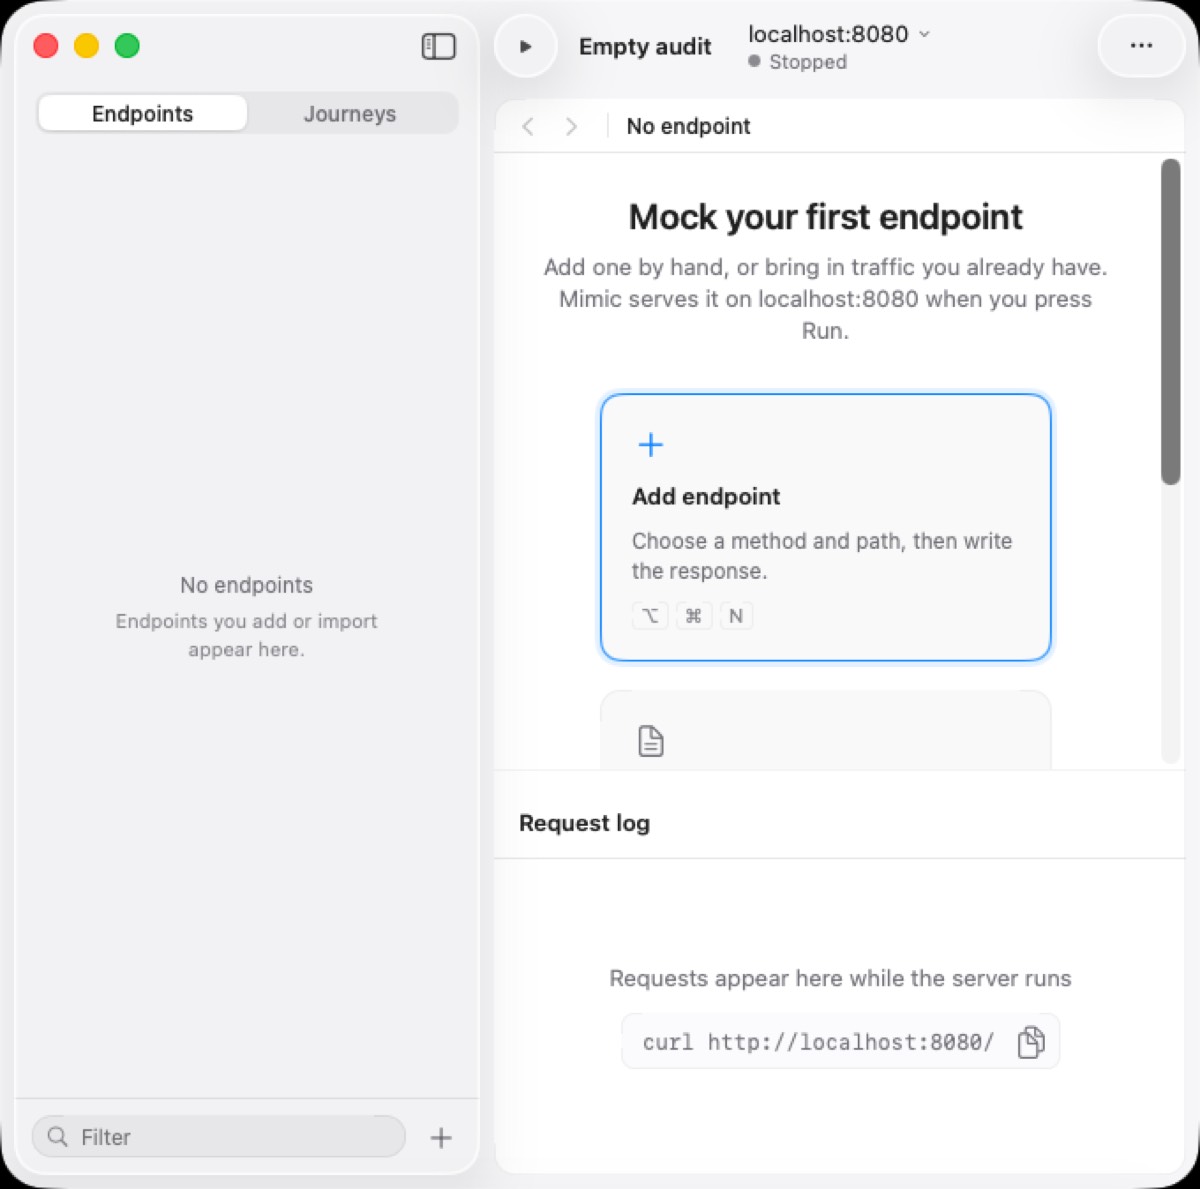 Endpoints
Journeys
No endpoints
Endpoints you add or import
appear here.
Filter
Empty audit
localhost:8080
Stopped
No endpoint
Mock your first endpoint
Add one by hand, or bring in traffic you already have.
Mimic serves it on localhost:8080 when you press
Run.
Add endpoint
Choose a method and path, then write
the response.
⌥ ⌘ N
Request log
Requests appear here while the server runs
curl http://localhost:8080/